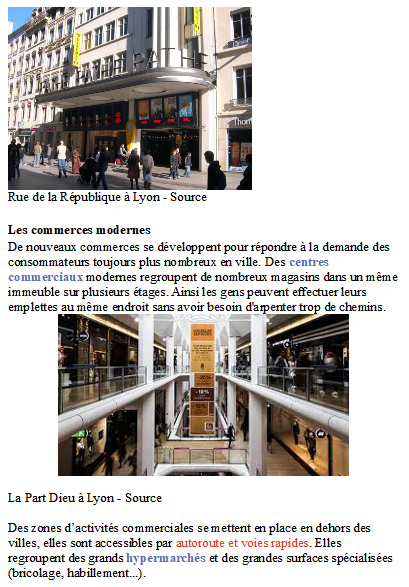 PATHE
Rue de la République à Lyon - Source
Les commerces modernes
De nouveaux commerces se développent pour répondre à la demande des
consommateurs toujours plus nombreux en ville. Des centres
commerciaux modernes regroupent de nombreux magasins dans un même
immeuble sur plusieurs étages. Ainsi les gens peuvent effectuer leurs
emplettes au même endroit sans avoir besoin d'arpenter trop de chemins.
La Part Dieu à Lyon - Source
Des zones d’activités commerciales se mettent en place en dehors des
villes, elles sont accessibles par autoroute et voies rapides. Elles
regroupent des grands hypermarchés et des grandes surfaces spécialisées
(bricolage, habillement...).